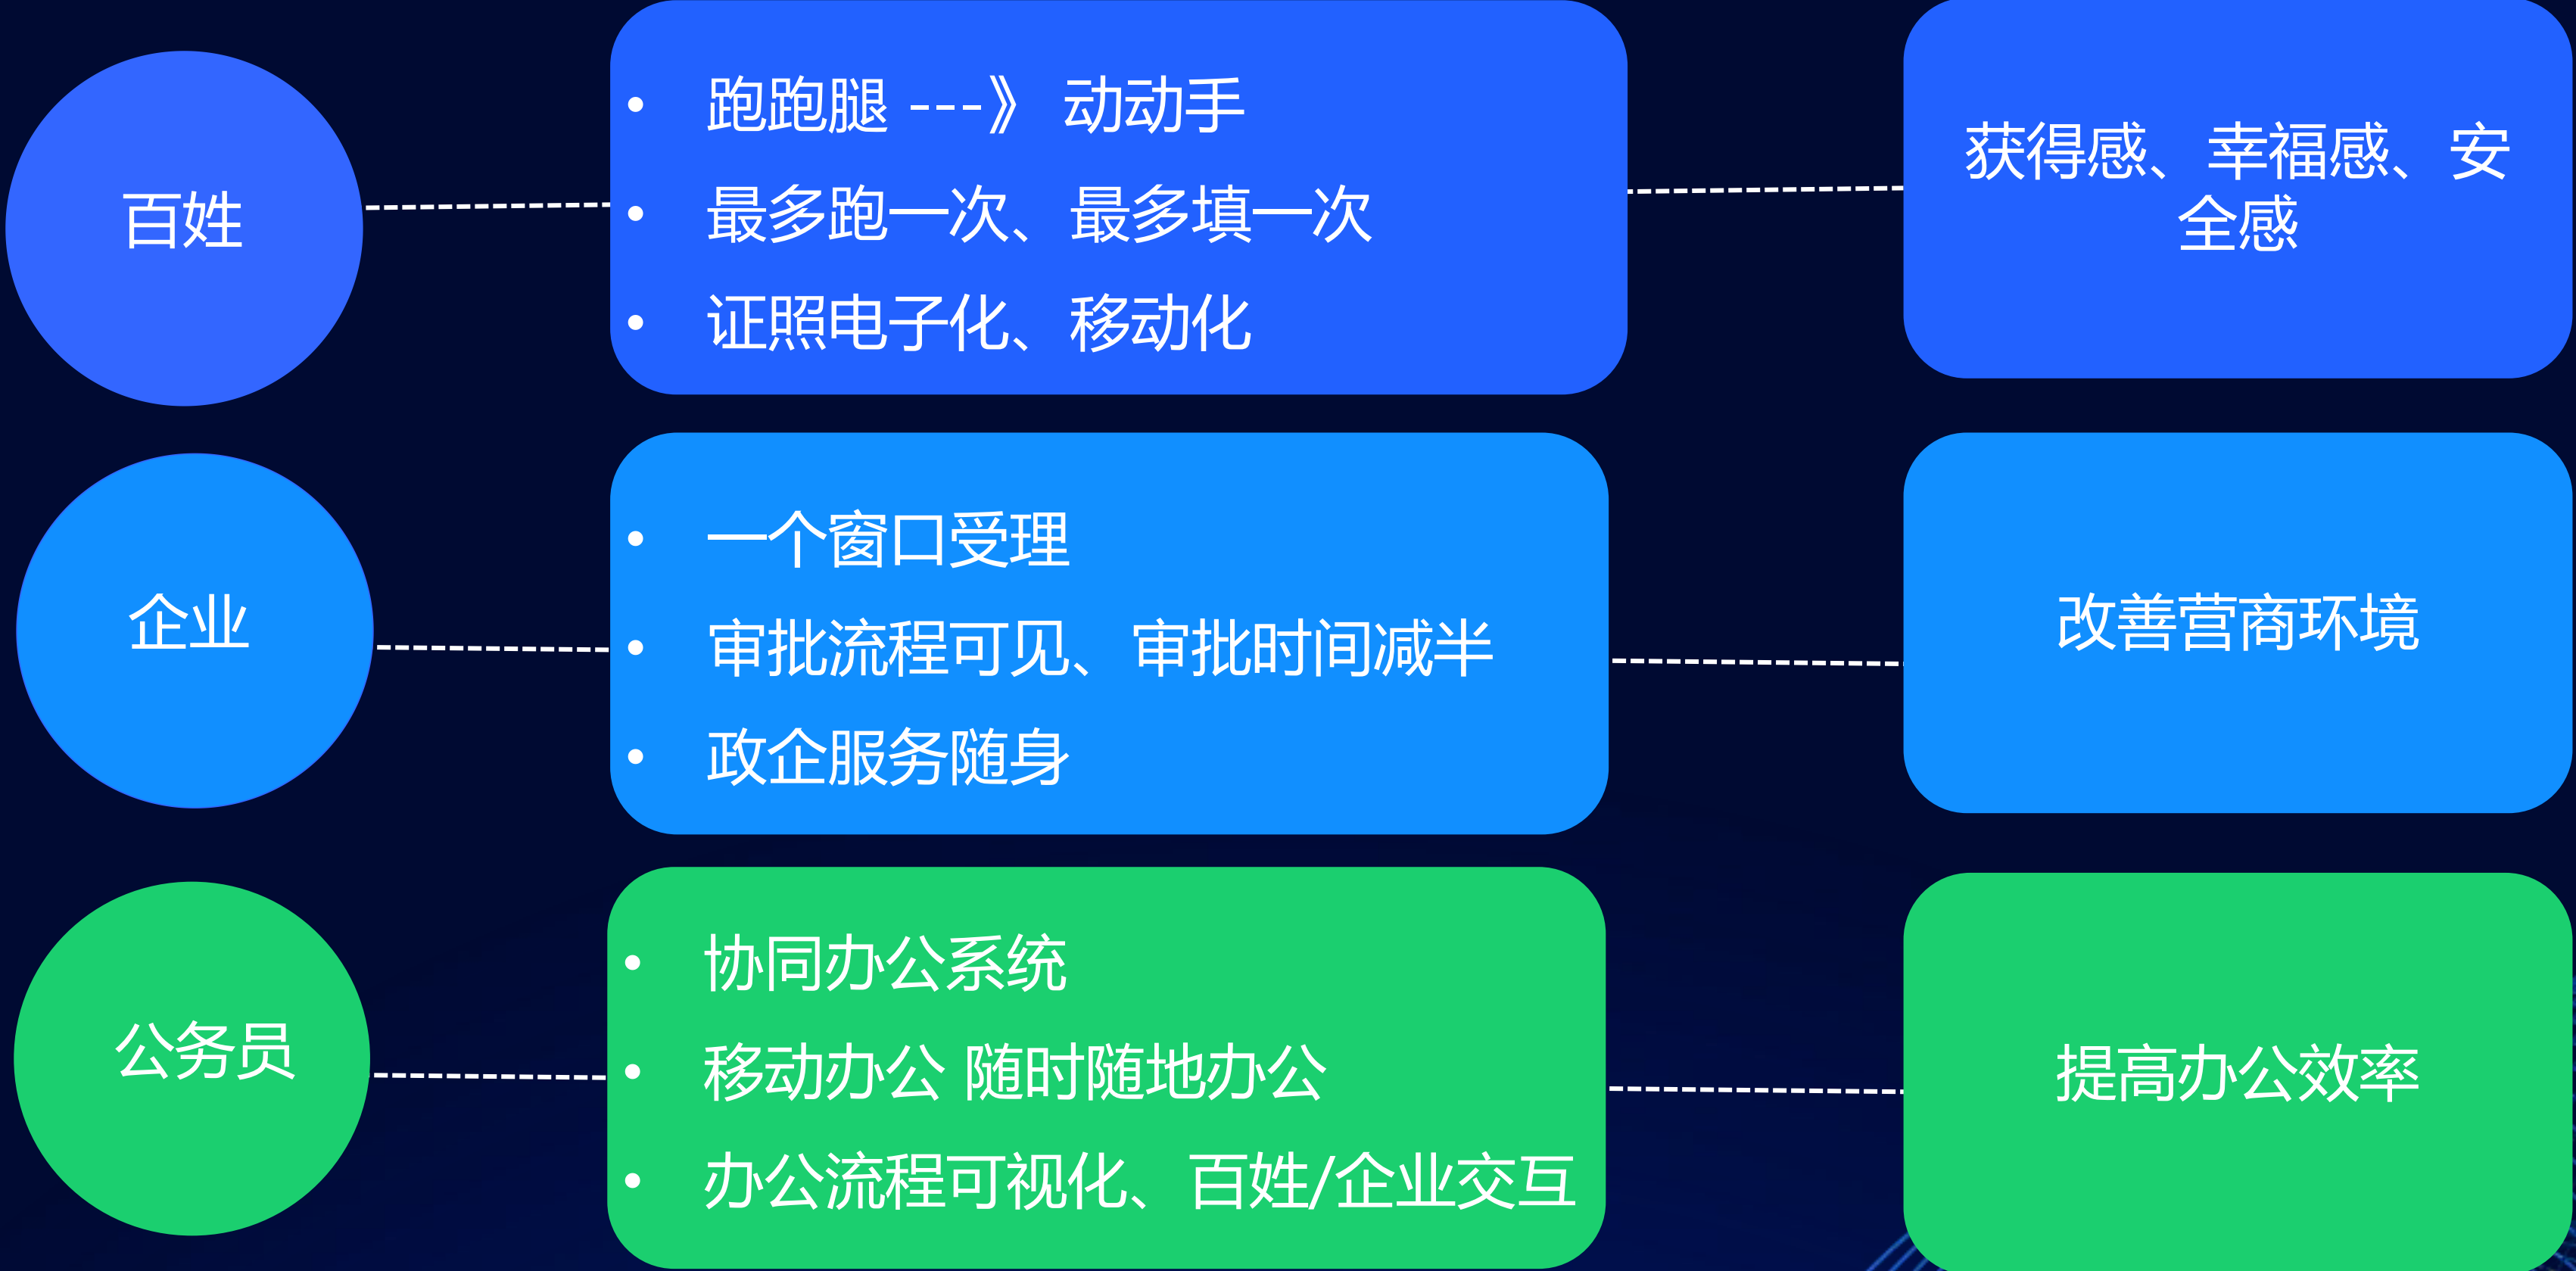 百姓
• 跑跑腿 ---》 动动手
• 最多跑一次、最多填一次
• 证照电子化、移动化
获得感、幸福感、安
全感
企业
• 一个窗口受理
• 审批流程可见、审批时间减半
• 政企服务随身
改善营商环境
公务员
• 协同办公系统
• 移动办公 随时随地办公
• 办公流程可视化、百姓/企业交互
提高办公效率